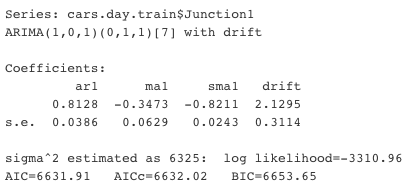 Series: cars.day.train$Junction1
ARIMA(1,0,1)(0,1,1)[7] with drift
Coefficients:
ar1 ma1 sma1 drift
0.8128 -0.3473 -0.8211 2.1295
s.e. 0.0386 0.0629 0.0243 0.3114
sigma^2 estimated as 6325: log likelihood=-3310.96
AIC=6631.91 AICc=6632.02 BIC=6653.65